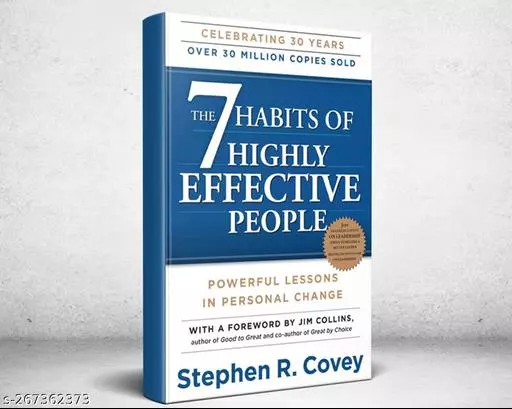 CELEBRATING 30 YEARS
OVER 30 MILLION COPIES SOLD
THE 7 HABITS OF
HIGHLY
EFFECTIVE
PEOPLE
POWERFUL LESSONS
IN PERSONAL CHANGE
WITH A FOREWORD BY JIM COLLINS,
author of Good to Great and co-author of Great by Choice
Stephen R. Covey
s-267362373